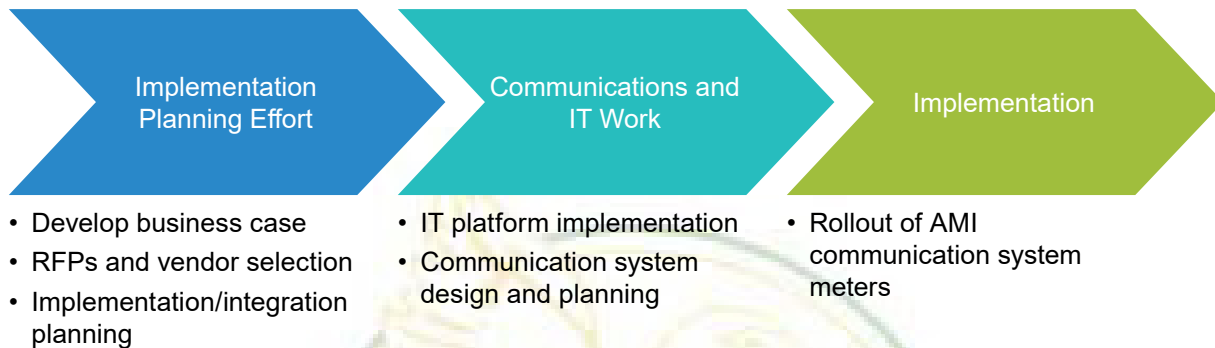 Implementation
Planning Effort
Communications and
IT Work
Implementation
• Develop business case
• RFPs and vendor selection
• Implementation/integration
planning
• IT platform implementation
• Communication system
design and planning
• Rollout of AMI
communication system
meters